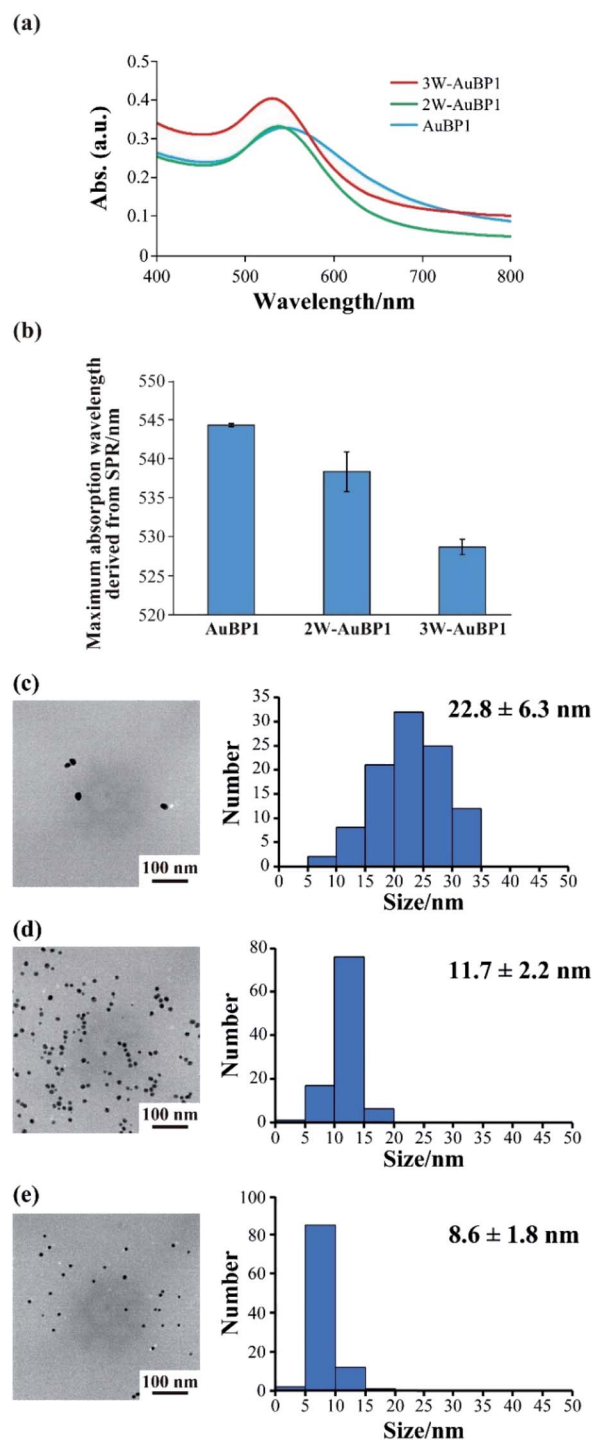 (a)
0.5
0.4
0.3
0.2
0.1
0
Abs. (a.u.)
3W-AuBP1
2W-AuBP1
AuBP1
400 500 600 700 800
Wavelength/nm
(b)
550
545
540
535
530
525
520
Maximum absorption wavelength
derived from SPR/nm
AuBP1 2W-AuBP1 3W-AuBP1
(c)
100 nm
35
30
25
20
15
10
5
0
Number
22.8 ± 6.3 nm
0 5 10 15 20 25 30 35 40 45 50
Size/nm
(d)
100 nm
80
60
40
20
0
Number
11.7 ± 2.2 nm
0 5 10 15 20 25 30 35 40 45 50
Size/nm
(e)
100 nm
100
80
60
40
20
0
Number
8.6 ± 1.8 nm
0 5 10 15 20 25 30 35 40 45 50
Size/nm